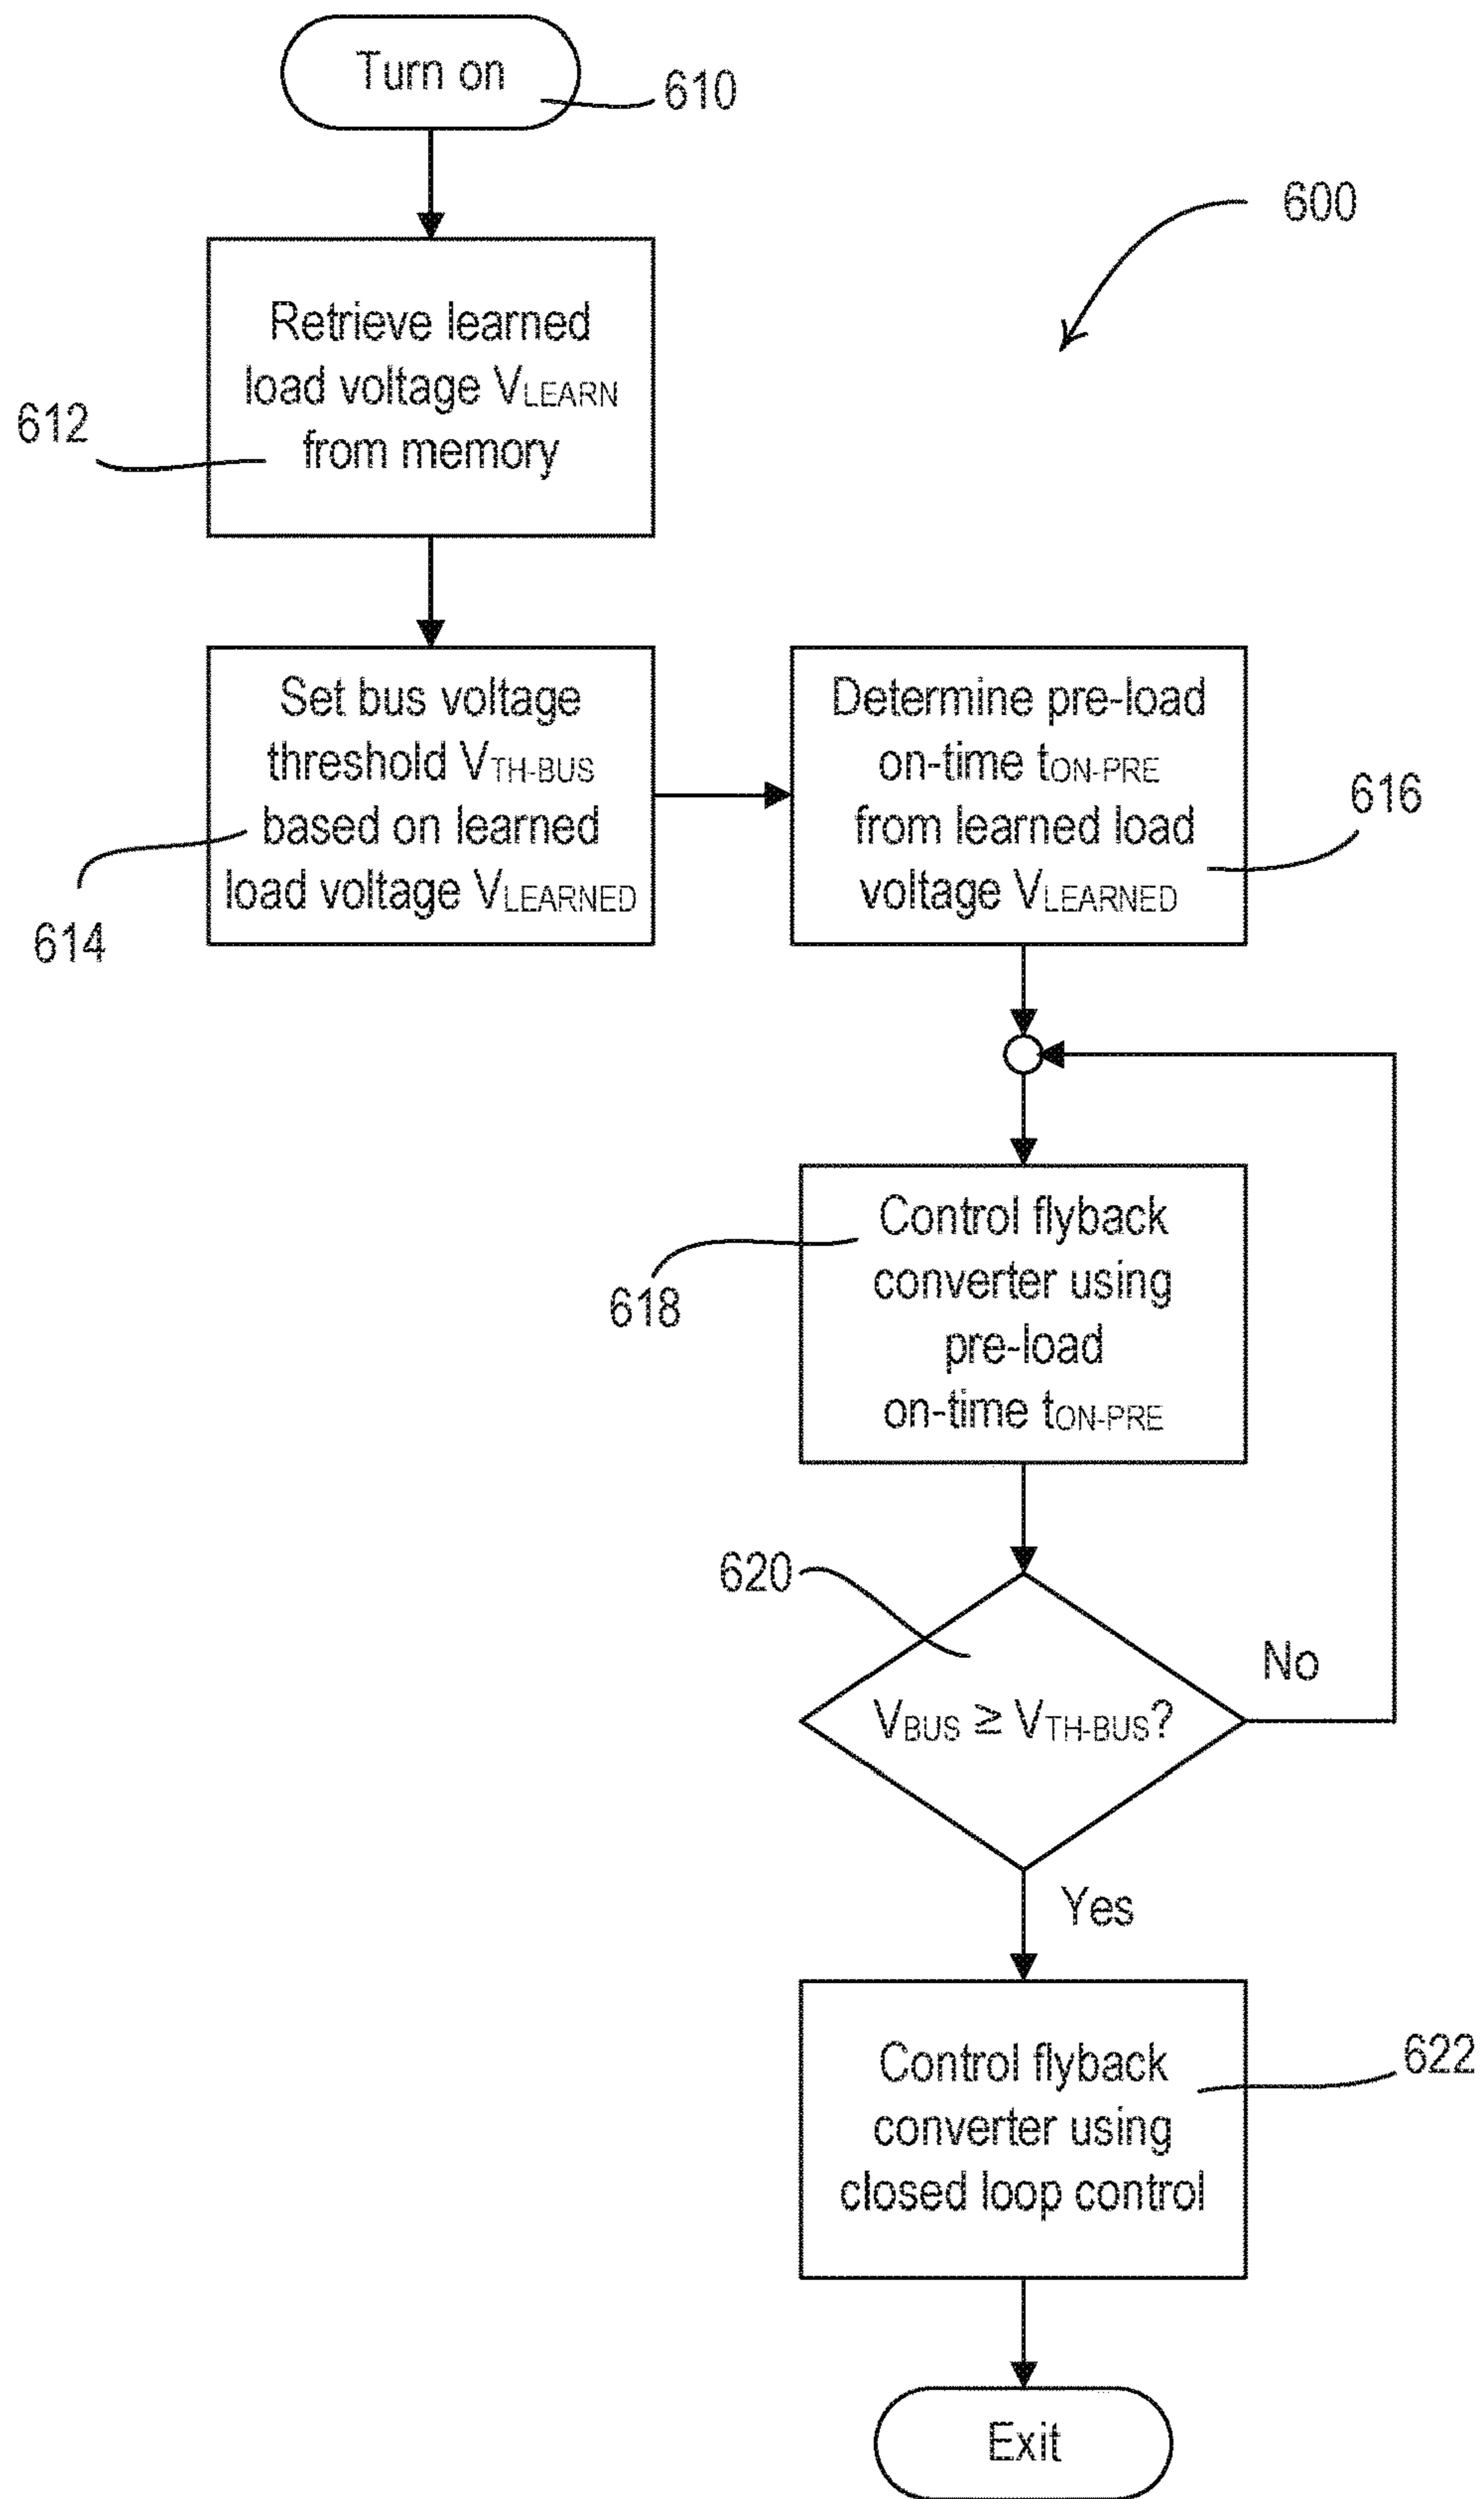 Turn on
610
600
Retrieve learned
load voltage VLEARN
from memory
612
Set bus voltage
threshold VTH-BUS
based on learned
load voltage VLEARNED
614
Determine pre-load
on-time tON-PRE
from learned load
voltage VLEARNED
616
Control flyback
converter using
pre-load
on-time tON-PRE
618
620
VBUS ≥ VTH-BUS?
No
Yes
Control flyback
converter using
closed loop control
622
Exit